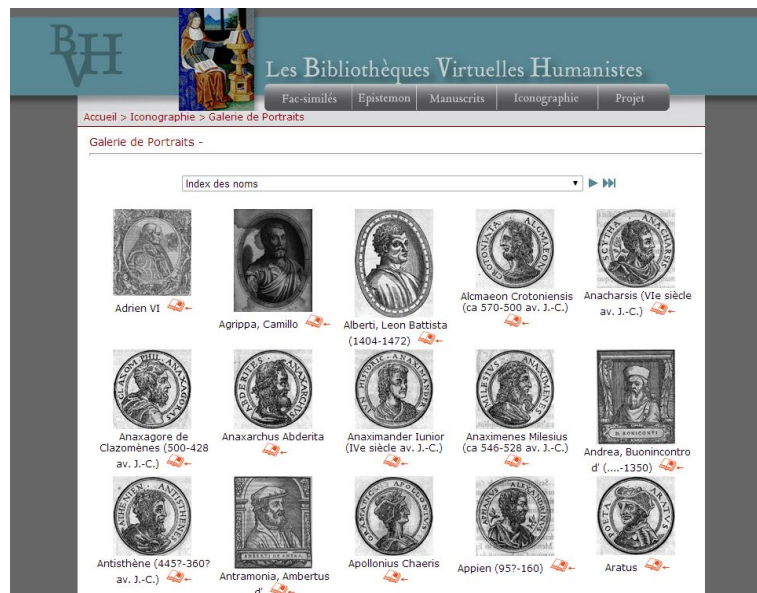 BVH
Les Bibliothèques Virtuelles Humanistes
Fac-similés Epistemon Manuscrits Iconographie Projet
Accueil > Iconographie > Galerie de Portraits
Galerie de Portraits -
Index des noms
Adrien VI
Agrippa, Camillo
Alberti, Leon Battista
(1404-1472)
Alcmaeon Crotoniensis
(ca 570-500 av. J.-C.)
Anacharsis (VIe siècle
av. J.-C.)
Anaxagore de
Clazomènes (500-428
av. J.-C.)
Anaxarchus Abderita
Anaximander Iunior
(IVe siècle av. J.-C.)
Anaximenes Milesius
(ca 546-528 av. J.-C.)
Andrea, Buonincontro
d' (....-1350)
Antisthène (445?-360?
av. J.-C.)
Antramonia, Ambertus
d'
Apollonius Chaeris
Appien (95?-160)
Aratus